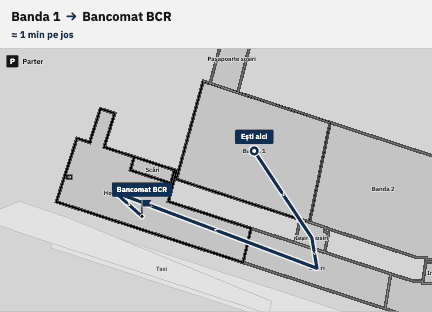 Banda 1 → Bancomat BCR
≈ 1 min pe jos
P Parter
Pașapoarte sosiri
Ești aici
Scări
Banda 2
Bancomat BCR
Taxi